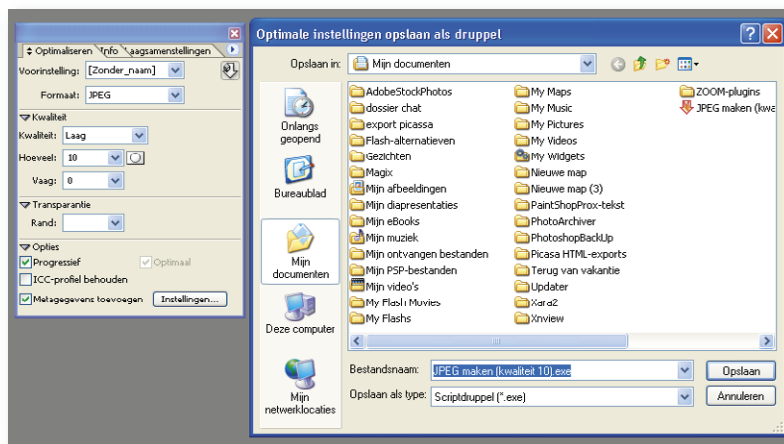 Optimaliseren Info Laagsamenstellingen
Voorinstelling: [Zonder_naam]
Formaat: JPEG
Kwaliteit
Kwaliteit: Laag
Hoeveel: 10
Vaag: 0
Transparantie
Rand:
Opties
Progressief Optimaal
ICC-profiel behouden
Metagegevens toevoegen Instellingen...
Optimale instellingen opslaan als druppel
Opslaan in: Mijn documenten
Onlangs geopend
Bureaublad
Mijn documenten
Deze computer
Mijn netwerklocaties
AdobeStockPhotos
dossier chat
export picassa
Flash-alternatieven
Gezichten
Magix
Mijn afbeeldingen
Mijn diapresentaties
Mijn eBooks
Mijn muziek
Mijn ontvangen bestanden
Mijn PSP-bestanden
Mijn video's
My Flash Movies
My Flashs
My Maps
My Music
My Pictures
My Videos
My Widgets
Nieuwe map
Nieuwe map (3)
PaintShopProx-tekst
PhotoArchiver
PhotoshopBackUp
Picasa HTML-exports
Terug van vakantie
Updater
Xara2
Xnview
ZOOM-plugins
JPEG maken (kwa
Bestandsnaam: JPEG maken (kwaliteit 10).exe Opslaan
Opslaan als type: Scriptdruppel (*.exe) Annuleren